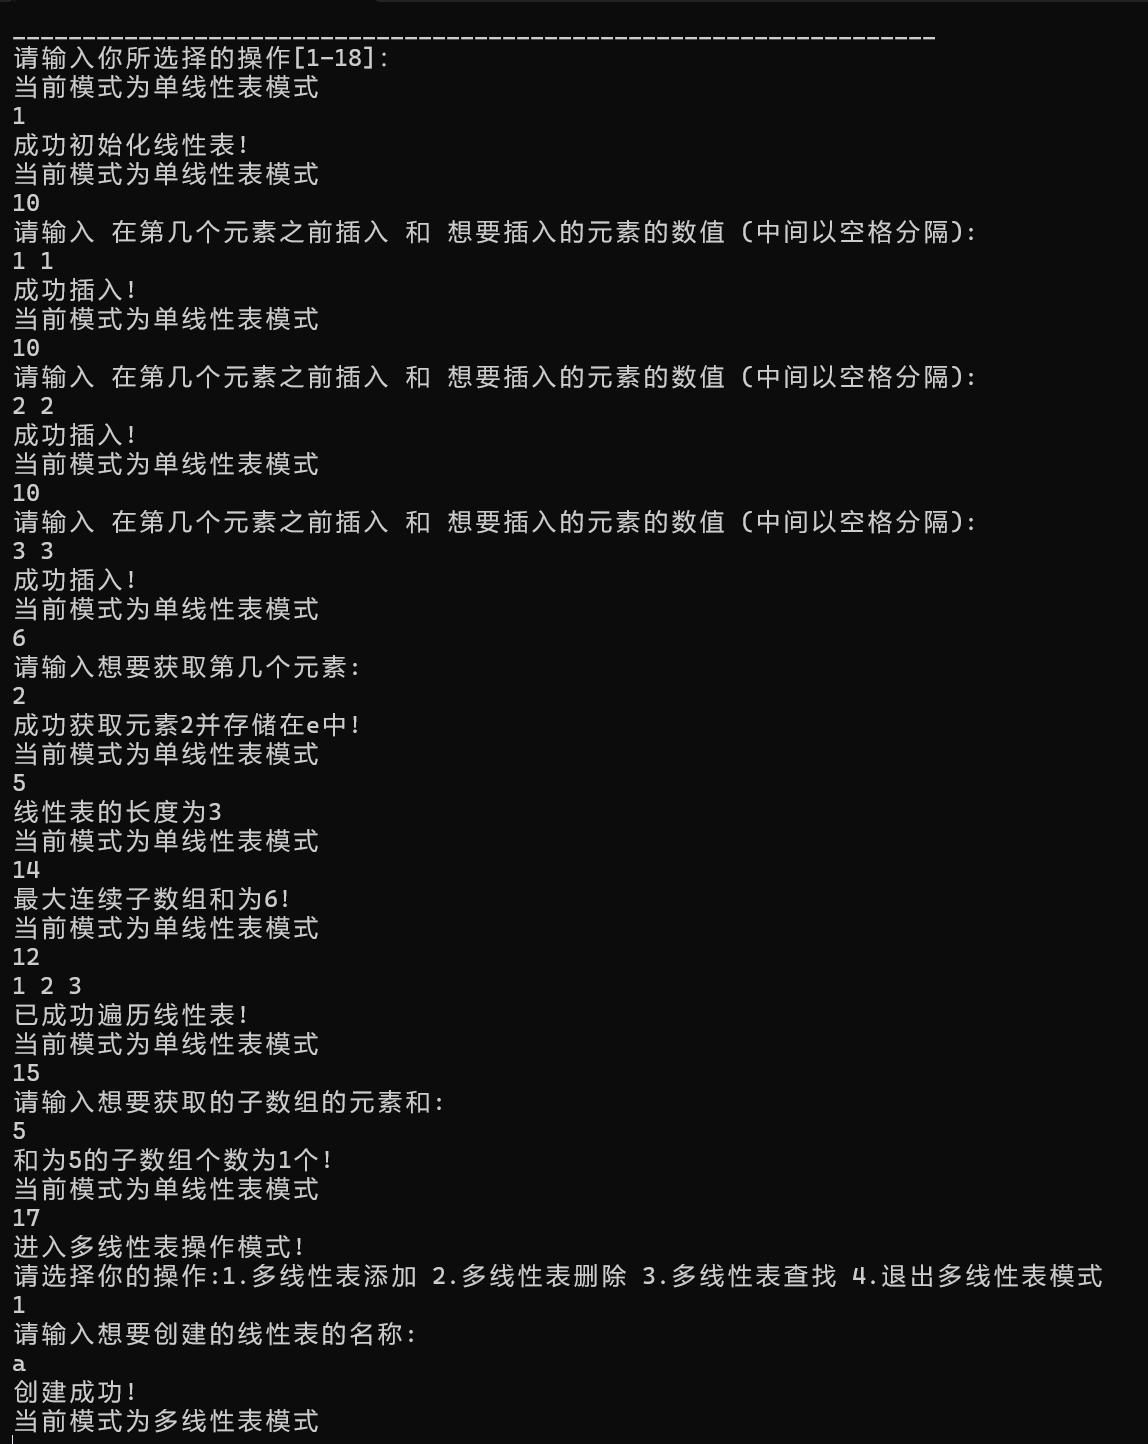 __________________________________________________________________
请输入你所选择的操作[1-18]:
当前模式为单线性表模式
1
成功初始化线性表!
当前模式为单线性表模式
10
请输入 在第几个元素之前插入 和 想要插入的元素的数值 (中间以空格分隔):
1 1
成功插入!
当前模式为单线性表模式
10
请输入 在第几个元素之前插入 和 想要插入的元素的数值 (中间以空格分隔):
2 2
成功插入!
当前模式为单线性表模式
10
请输入 在第几个元素之前插入 和 想要插入的元素的数值 (中间以空格分隔):
3 3
成功插入!
当前模式为单线性表模式
6
请输入想要获取第几个元素:
2
成功获取元素2并存储在e中!
当前模式为单线性表模式
5
线性表的长度为3
当前模式为单线性表模式
14
最大连续子数组和为6!
当前模式为单线性表模式
12
1 2 3
已成功遍历线性表!
当前模式为单线性表模式
15
请输入想要获取的子数组的元素和:
5
和为5的子数组个数为1个!
当前模式为单线性表模式
17
进入多线性表操作模式!
请选择你的操作:1.多线性表添加 2.多线性表删除 3.多线性表查找 4.退出多线性表模式
1
请输入想要创建的线性表的名称:
a
创建成功!
当前模式为多线性表模式